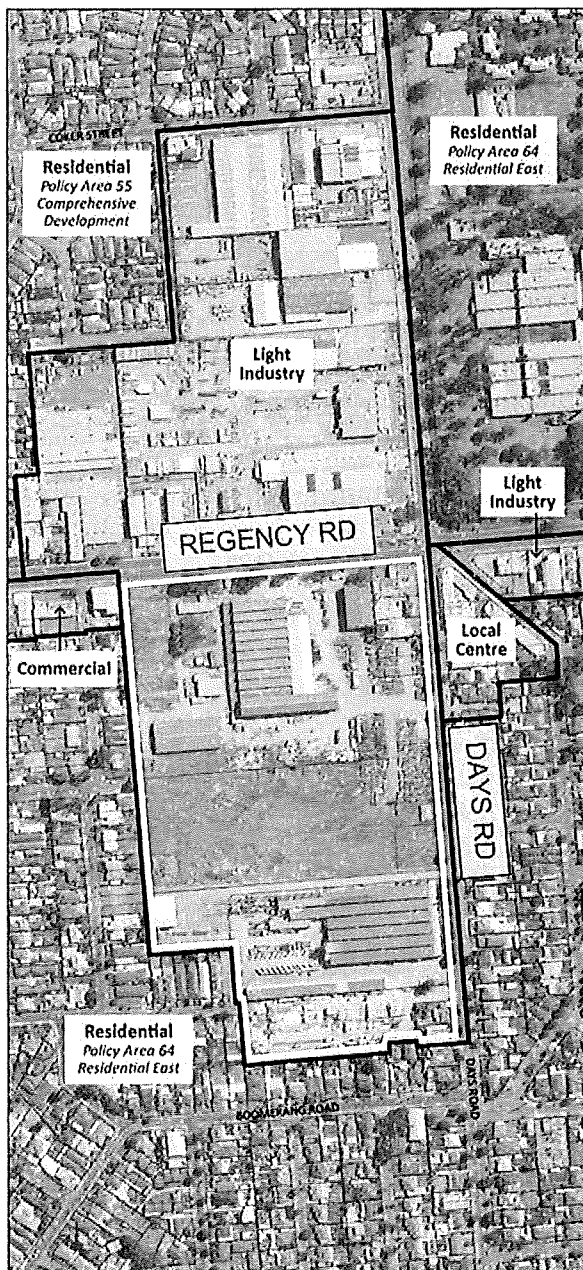 COKER STREET
Residential
Policy Area 55
Comprehensive
Development
Residential
Policy Area 64
Residential East
Light
Industry
Light
Industry
REGENCY RD
Local
Centre
Commercial
DAYS RD
Residential
Policy Area 64
Residential East
DAYS ROAD
BOOMERANG ROAD